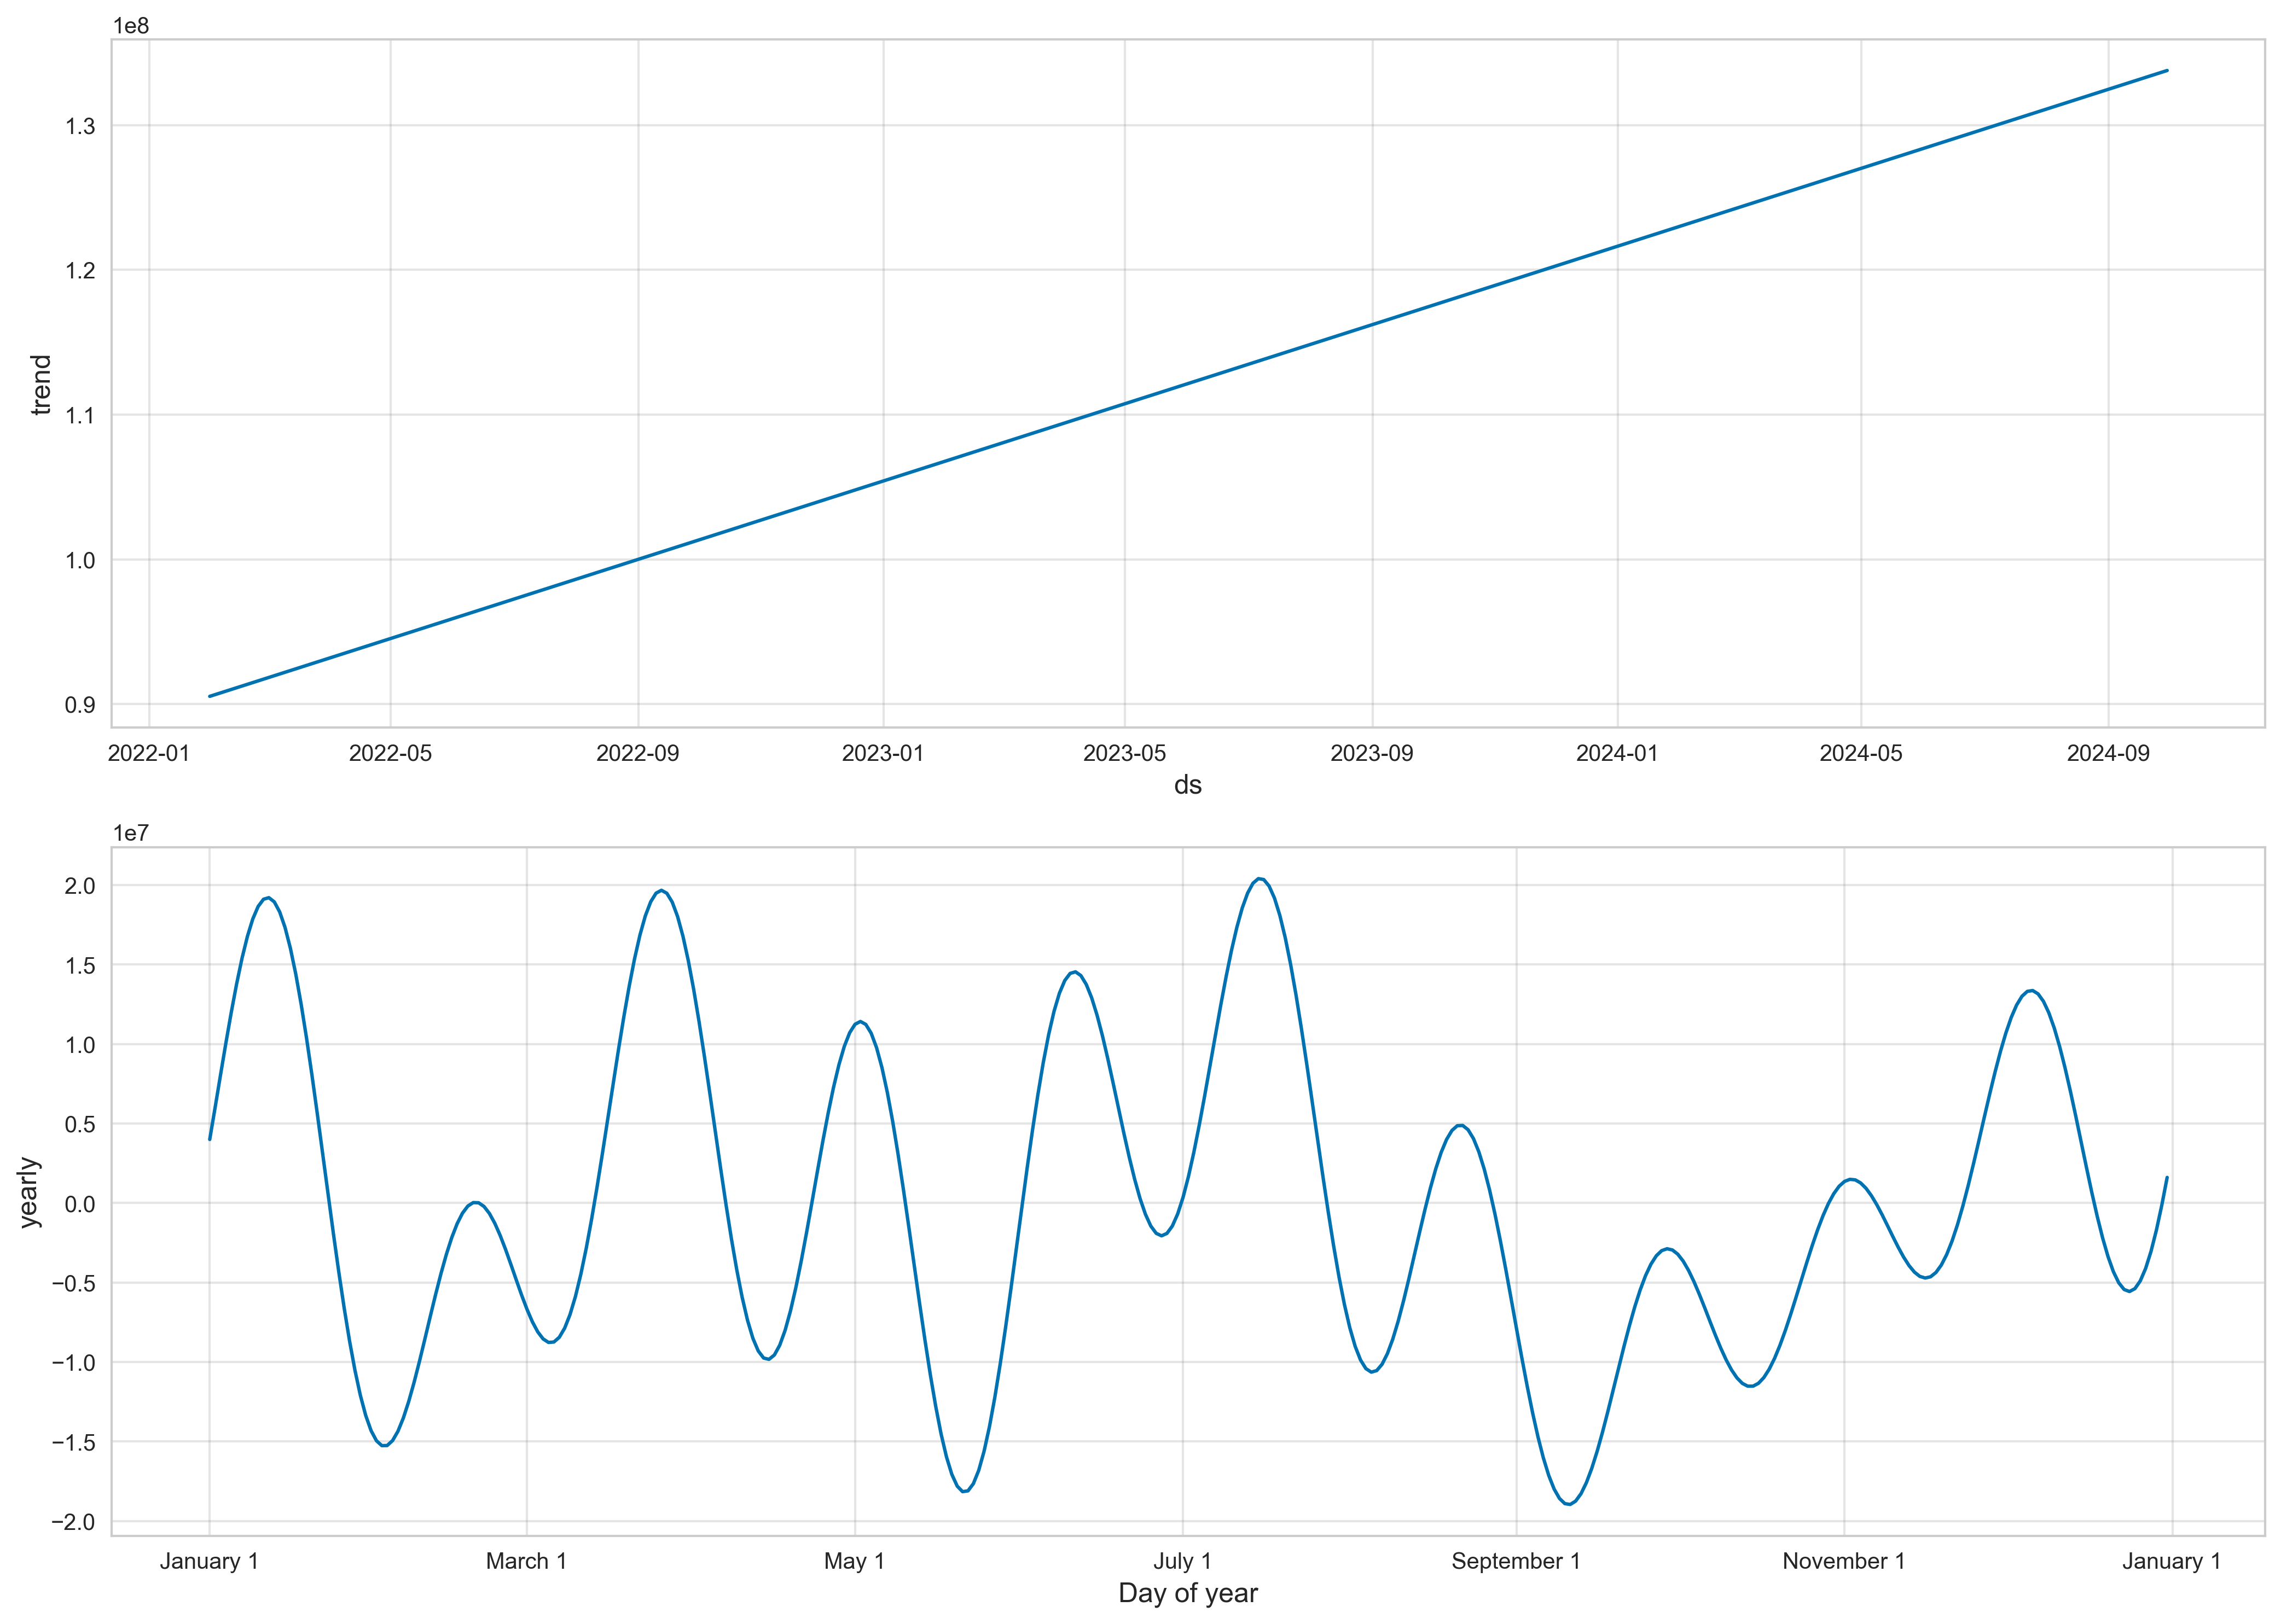 1e8
trend
1.3
1.2
1.1
1.0
0.9
2022-01 2022-05 2022-09 2023-01 2023-05 2023-09 2024-01 2024-05 2024-09
ds
1e7
yearly
2.0
1.5
1.0
0.5
0.0
−0.5
−1.0
−1.5
−2.0
January 1 March 1 May 1 July 1 September 1 November 1 January 1
Day of year